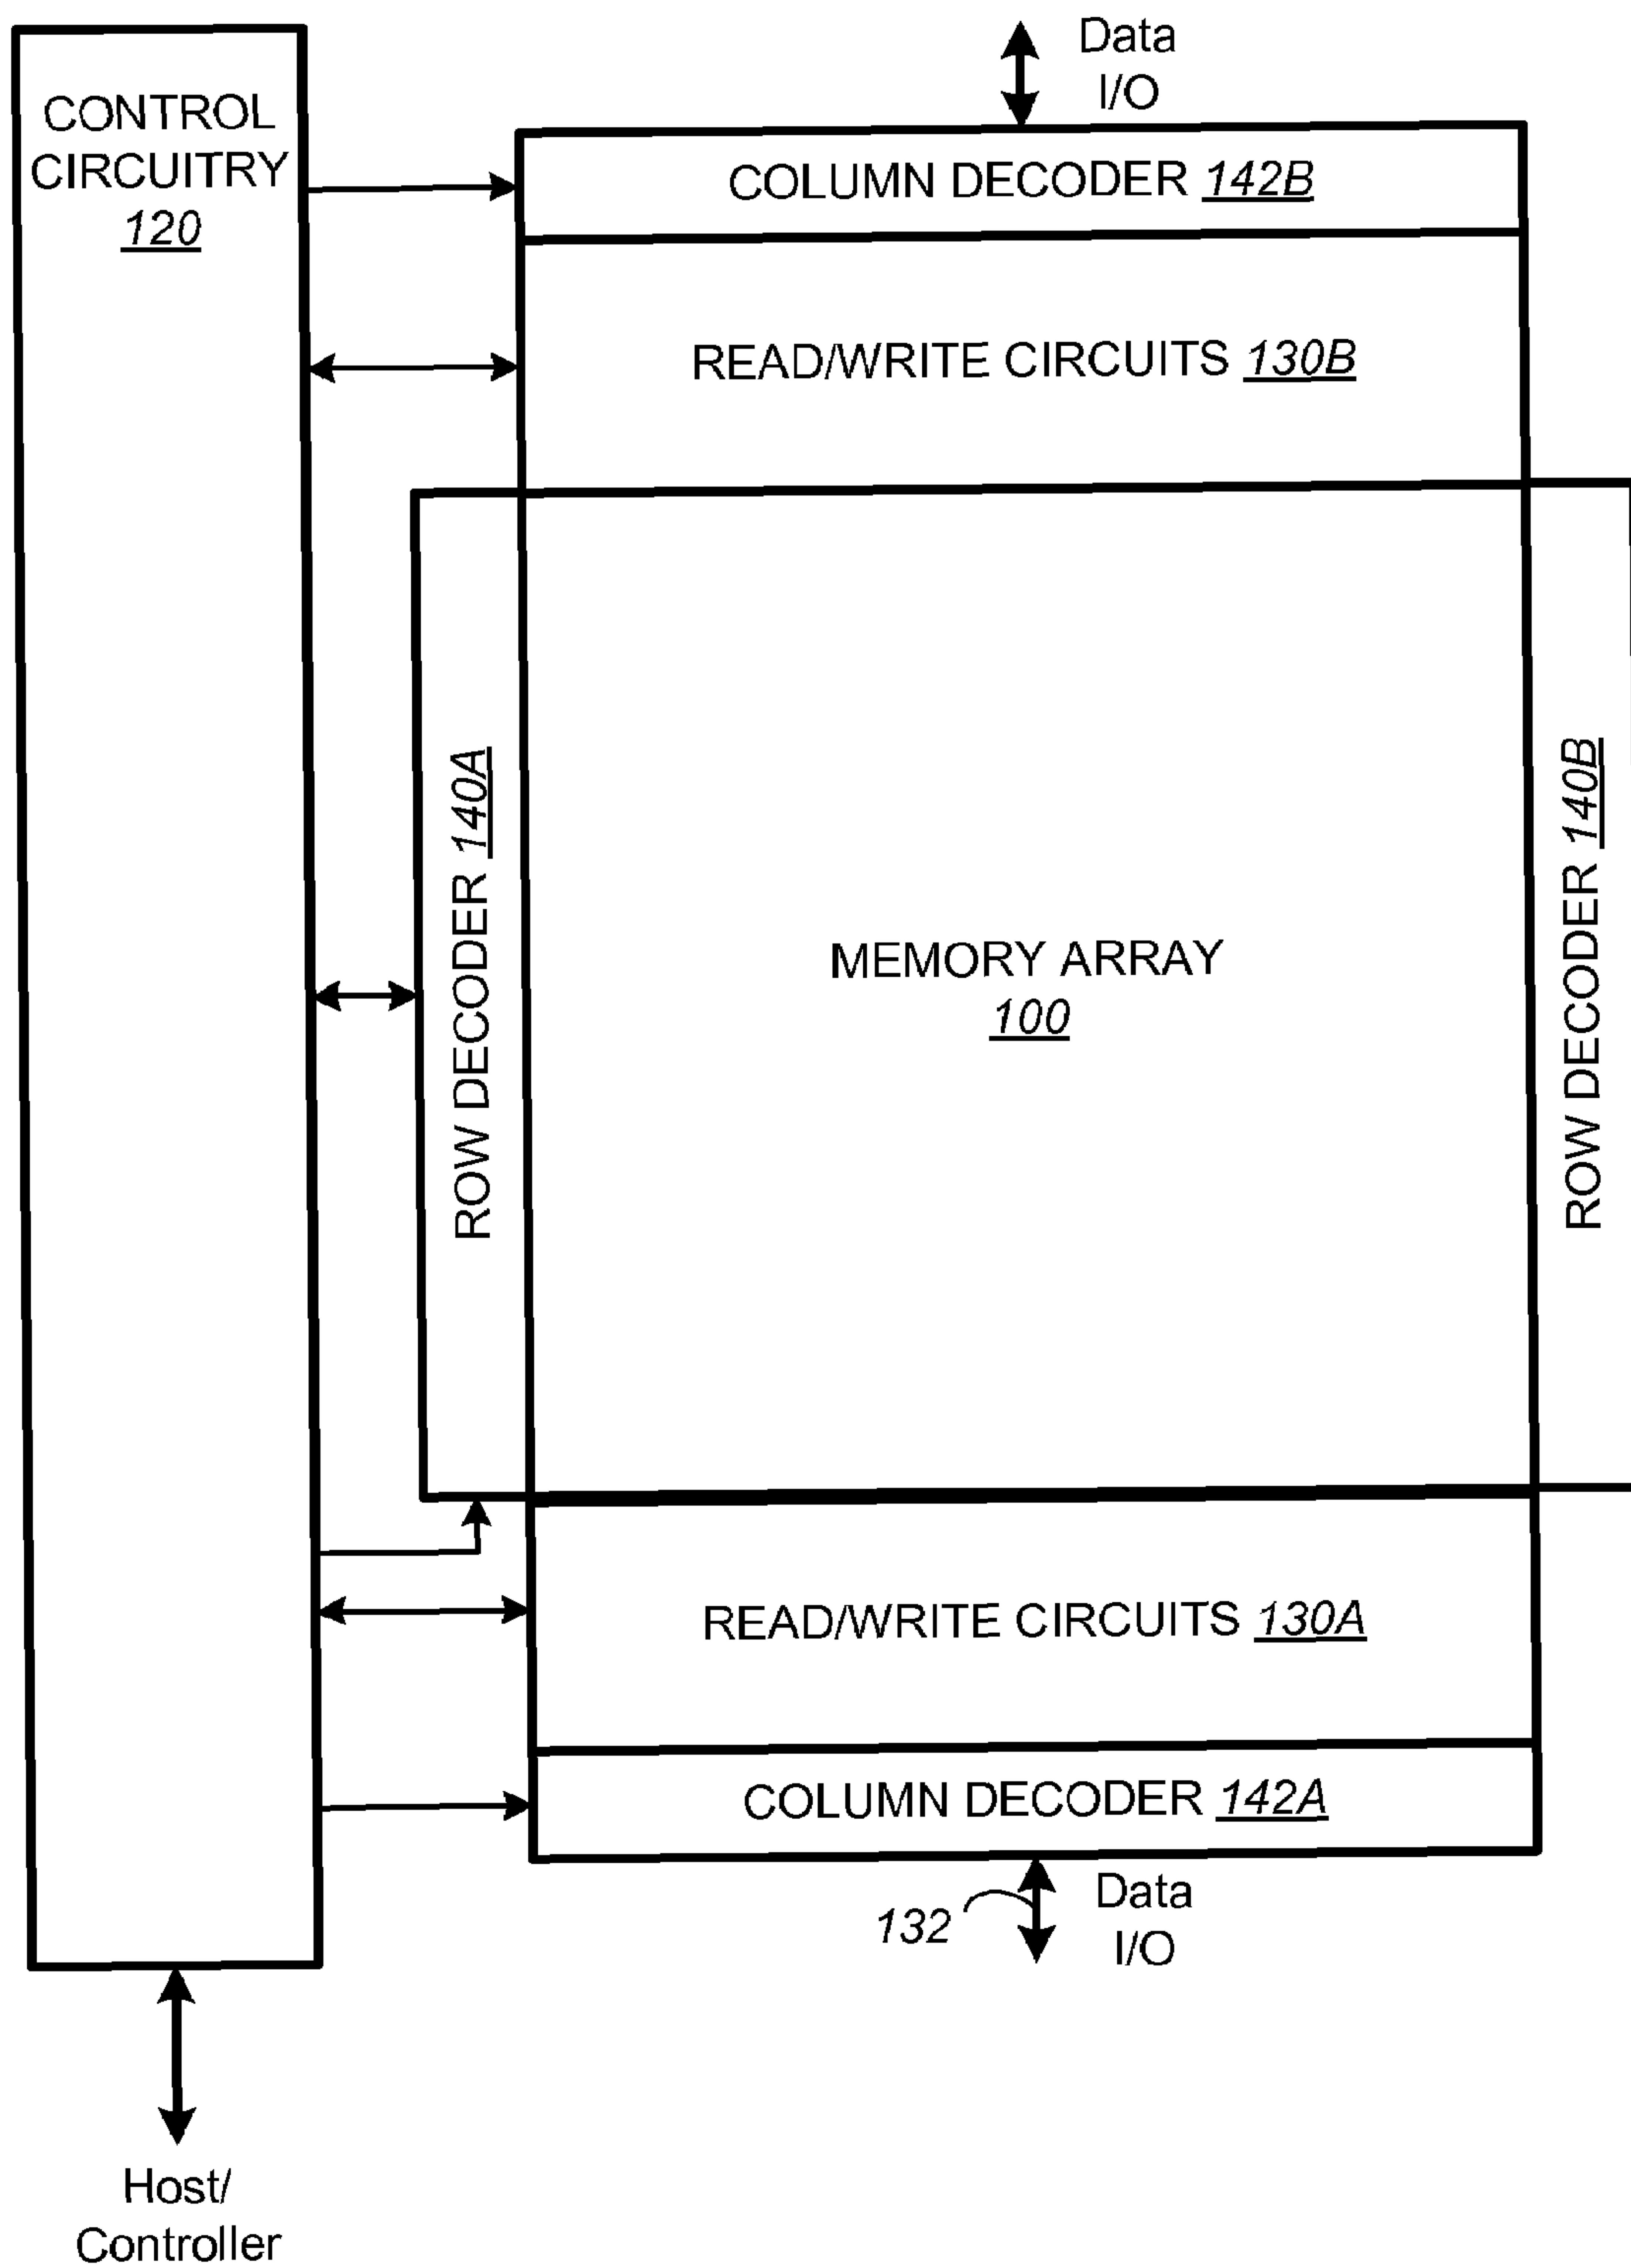 Data
I/O
CONTROL
CIRCUITRY
120
COLUMN DECODER 142B
READ/WRITE CIRCUITS 130B
ROW DECODER 140A
MEMORY ARRAY
100
ROW DECODER 140B
READ/WRITE CIRCUITS 130A
COLUMN DECODER 142A
132
Data
I/O
Host/
Controller